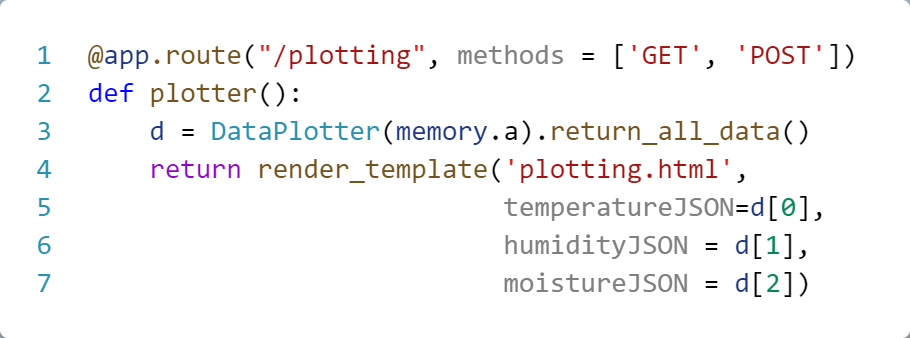 1 @app.route("/plotting", methods = ['GET', 'POST'])
2 def plotter():
3     d = DataPlotter(memory.a).return_all_data()
4     return render_template('plotting.html',
5                            temperatureJSON=d[0],
6                            humidityJSON = d[1],
7                            moistureJSON = d[2])